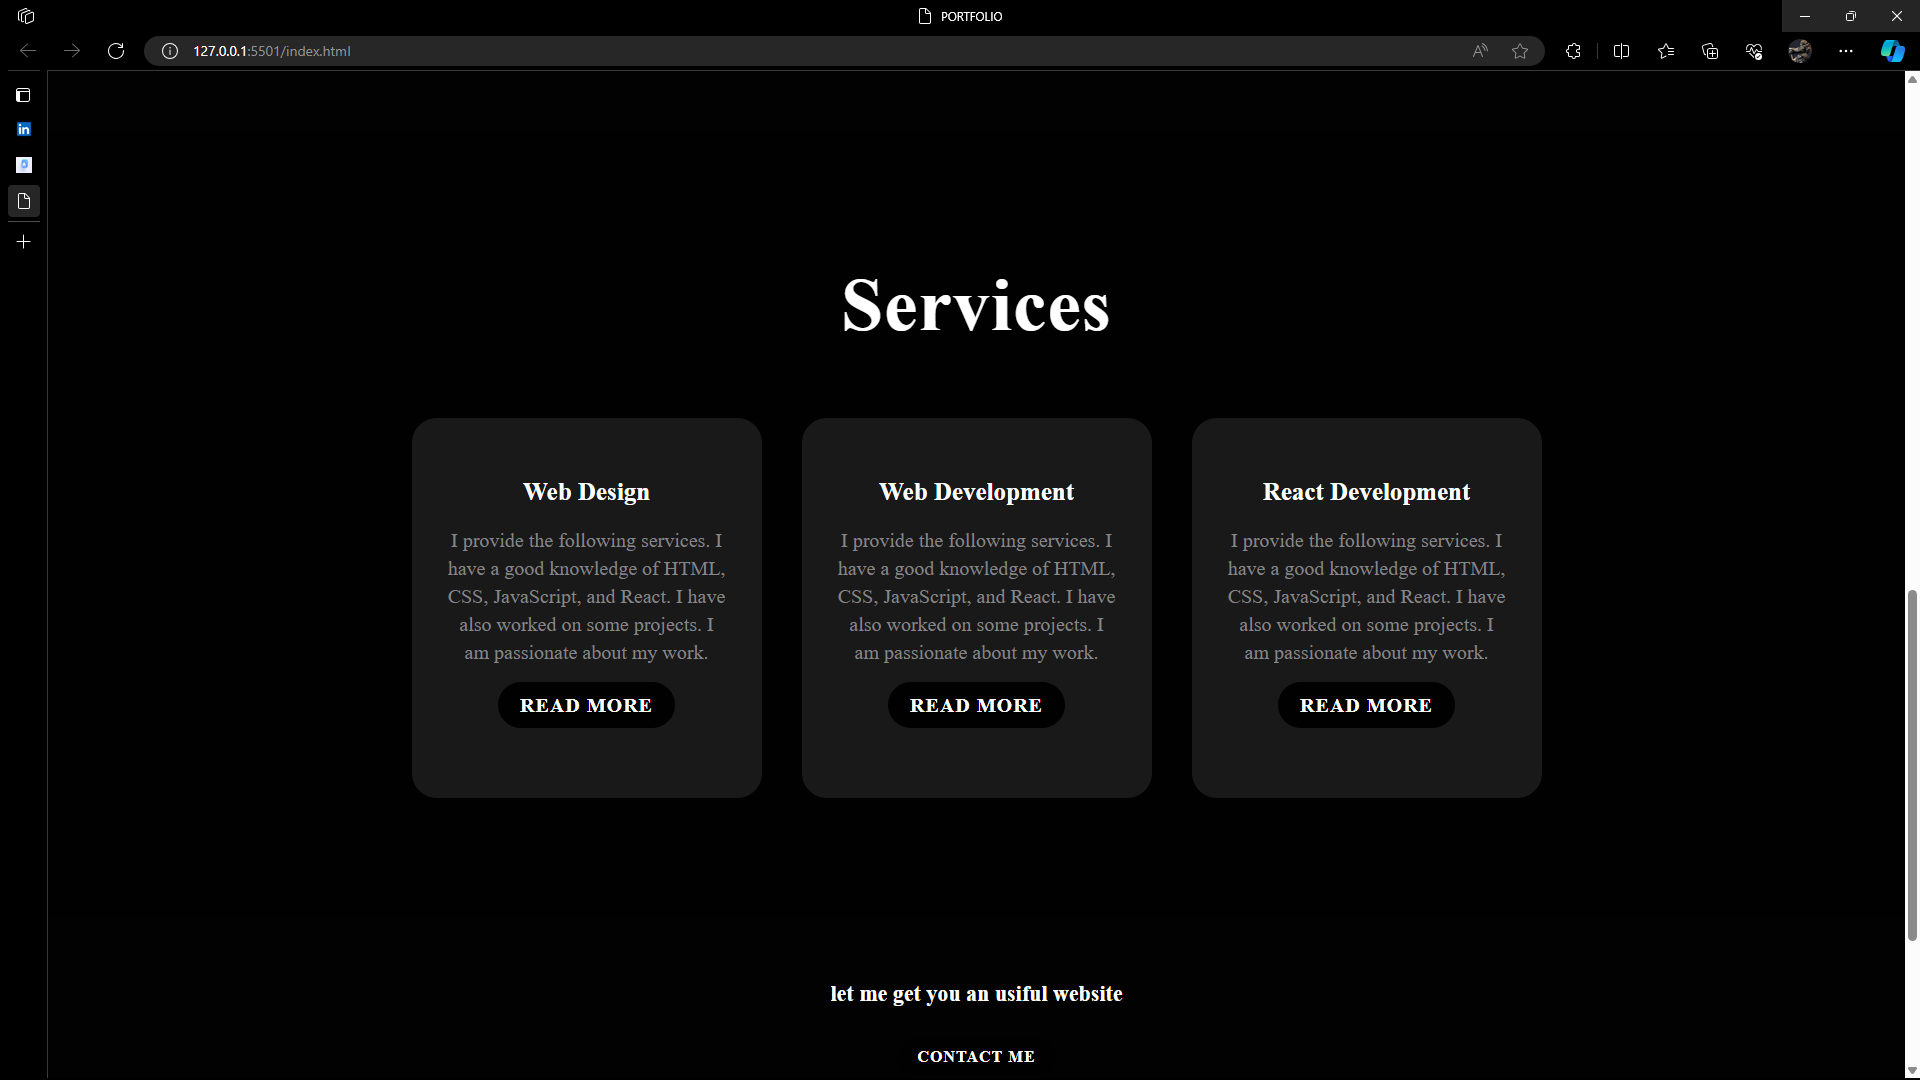 PORTFOLIO
127.0.0.1:5501/index.html
in
Services
Web Design
I provide the following services. I
have a good knowledge of HTML,
CSS, JavaScript, and React. I have
also worked on some projects. I
am passionate about my work.
READ MORE
Web Development
I provide the following services. I
have a good knowledge of HTML,
CSS, JavaScript, and React. I have
also worked on some projects. I
am passionate about my work.
READ MORE
React Development
I provide the following services. I
have a good knowledge of HTML,
CSS, JavaScript, and React. I have
also worked on some projects. I
am passionate about my work.
READ MORE
let me get you an usiful website
CONTACT ME